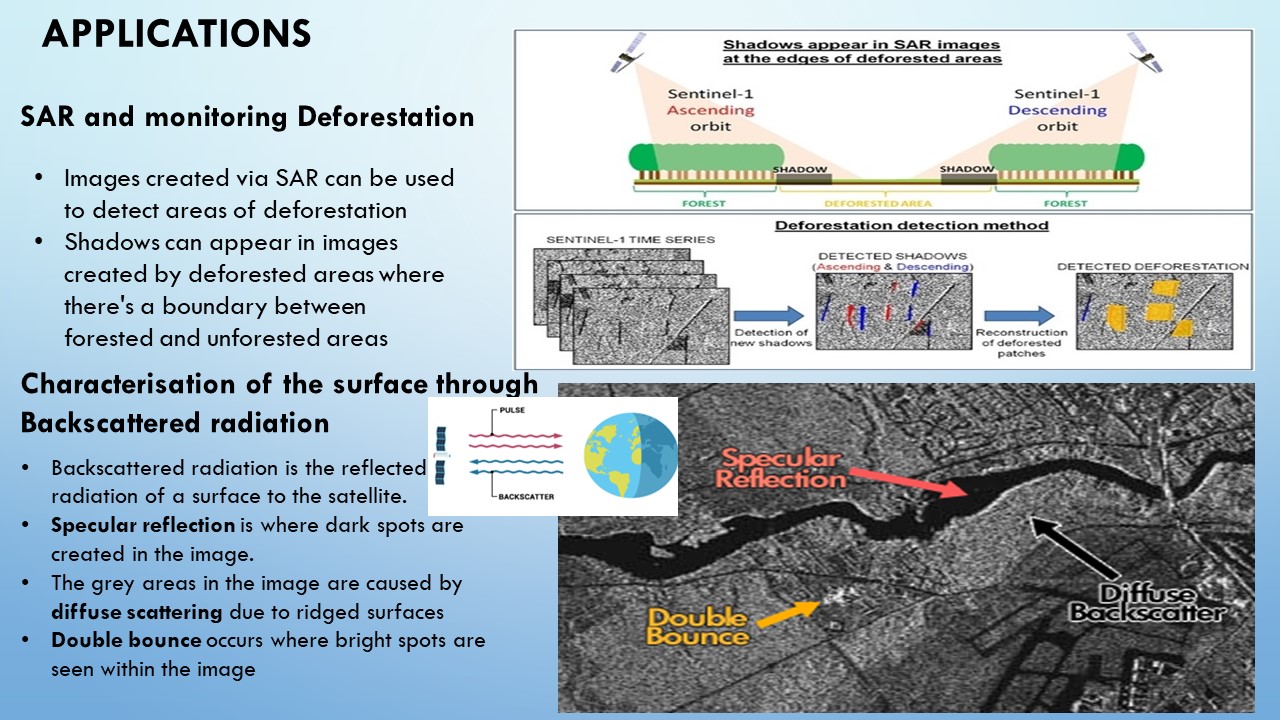 APPLICATIONS
SAR and monitoring Deforestation
• Images created via SAR can be used
to detect areas of deforestation
• Shadows can appear in images
created by deforested areas where
there's a boundary between
forested and unforested areas
Characterisation of the surface through
Backscattered radiation
• Backscattered radiation is the reflected
radiation of a surface to the satellite.
• Specular reflection is where dark spots are
created in the image.
• The grey areas in the image are caused by
diffuse scattering due to ridged surfaces
• Double bounce occurs where bright spots are
seen within the image
Shadows appear in SAR images
at the edges of deforested areas
Sentinel-1
Ascending
orbit
Sentinel-1
Descending
orbit
SHADOW
SHADOW
FOREST
DEFORESTED AREA
FOREST
Deforestation detection method
SENTINEL-1 TIME SERIES
DETECTED SHADOWS
(Ascending & Descending)
DETECTED DEFORESTATION
Detection of
new shadows
Reconstruction
of deforested
patches
PULSE
BACKSCATTER
Specular
Reflection
Double
Bounce
Diffuse
Backscatter